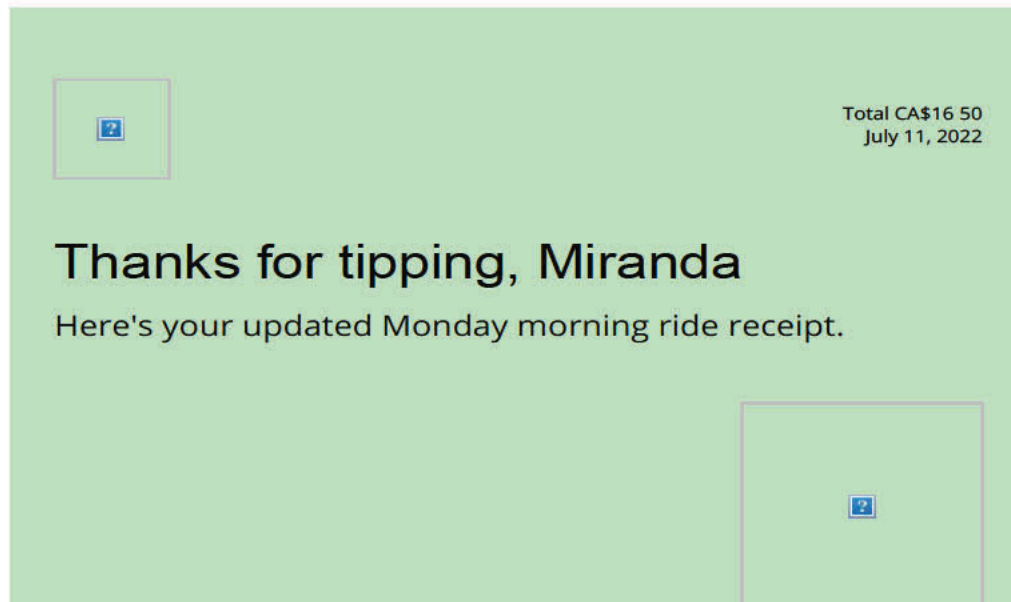 Total CA$16 50
July 11, 2022
Thanks for tipping, Miranda
Here's your updated Monday morning ride receipt.